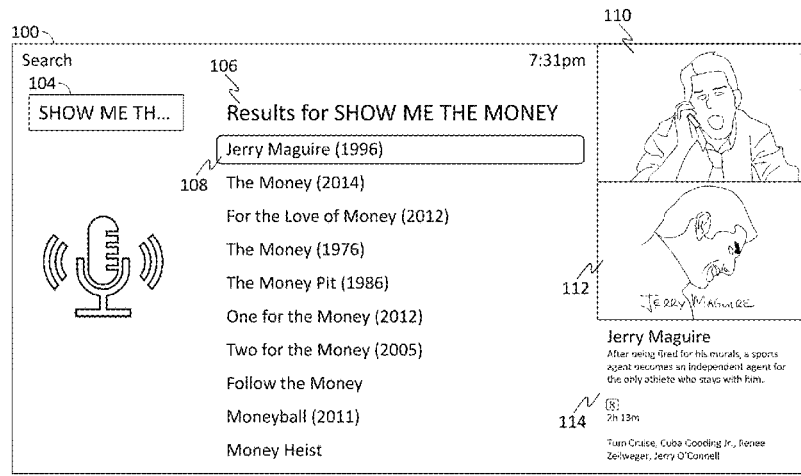 100
110
Search
7:31pm
106
104
SHOW ME TH...
Results for SHOW ME THE MONEY
Jerry Maguire (1996)
108
The Money (2014)
For the Love of Money (2012)
The Money (1976)
The Money Pit (1986)
112
JERRY MAGUIRE
One for the Money (2012)
Two for the Money (2005)
Follow the Money
Moneyball (2011)
Money Heist
Jerry Maguire
After being fired for his morals, a sports
agent becomes an independent agent for
the only athlete who stays with him.
R
114
2h 13m
Tom Cruise, Cuba Gooding Jr., Renee
Zellweger, Jerry O'Connell